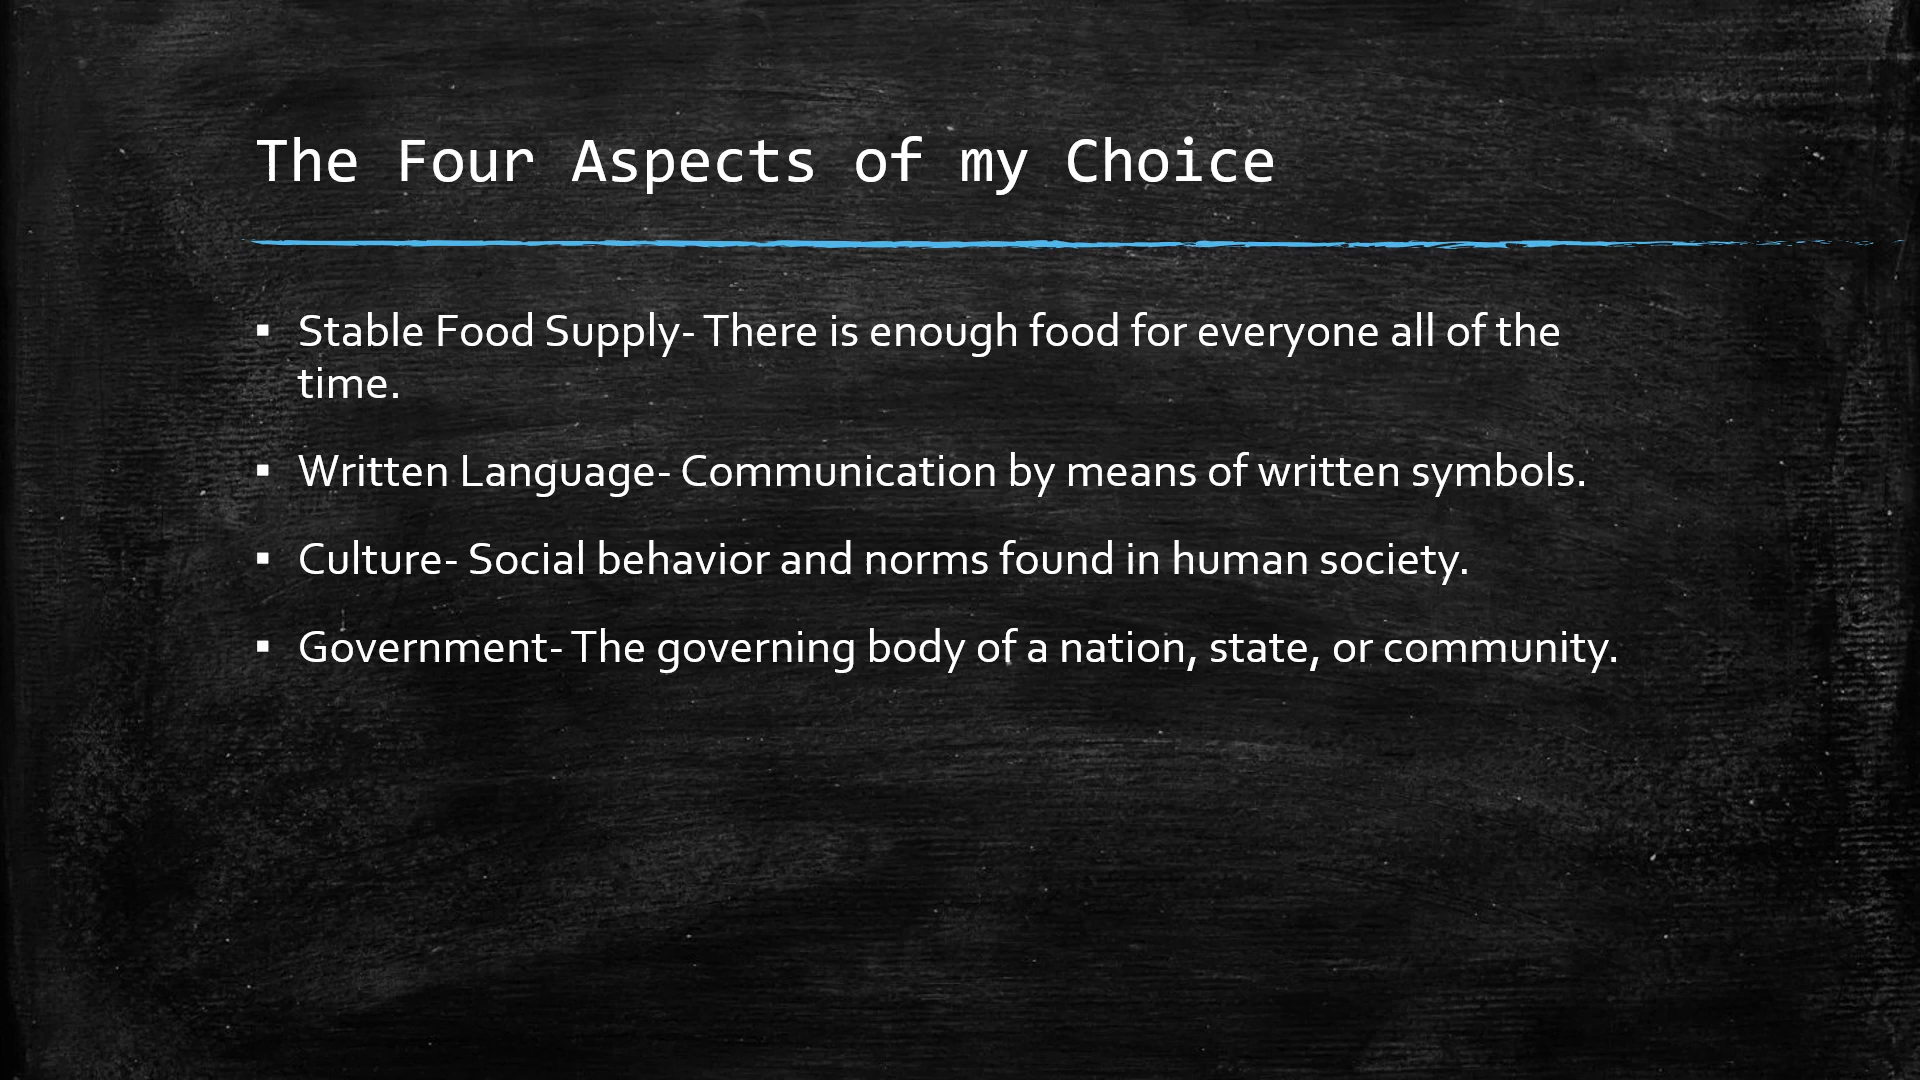 The Four Aspects of my Choice
▪ Stable Food Supply- There is enough food for everyone all of the
time.
▪ Written Language- Communication by means of written symbols.
▪ Culture- Social behavior and norms found in human society.
▪ Government- The governing body of a nation, state, or community.